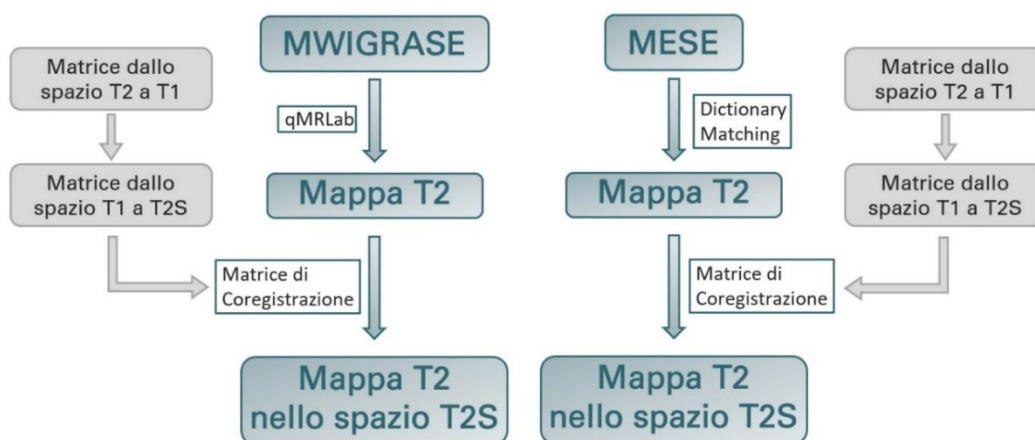 MWIGRASE
MESE
Matrice dallo
spazio T2 a T1
Matrice dallo
spazio T2 a T1
qMRLab
Dictionary
Matching
Matrice dallo
spazio T1 a T2S
Mappa T2
Mappa T2
Matrice dallo
spazio T1 a T2S
Matrice di
Coregistrazione
Matrice di
Coregistrazione
Mappa T2
nello spazio T2S
Mappa T2
nello spazio T2S